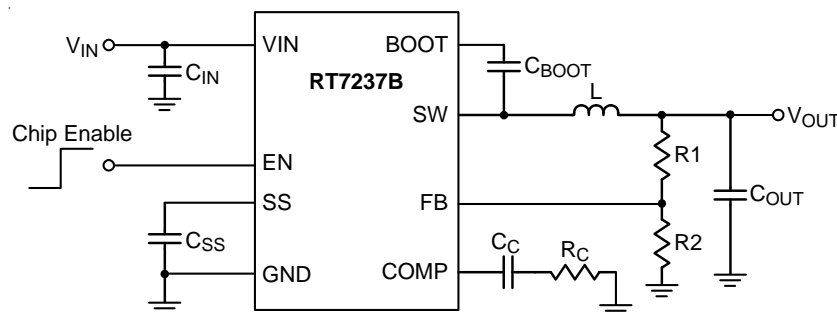 VIN
VIN
BOOT
CIN
RT7237B
CBOOT
L
SW
VOUT
Chip Enable
R1
EN
SS
FB
COUT
CSS
CC
RC
R2
GND
COMP